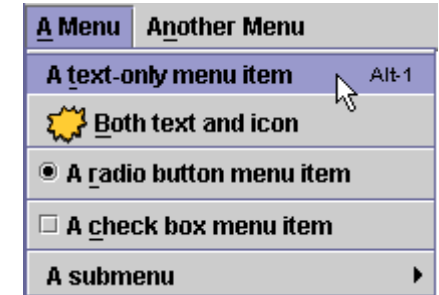 A Menu Another Menu
A text-only menu item Alt-1
Both text and icon
A radio button menu item
A check box menu item
A submenu